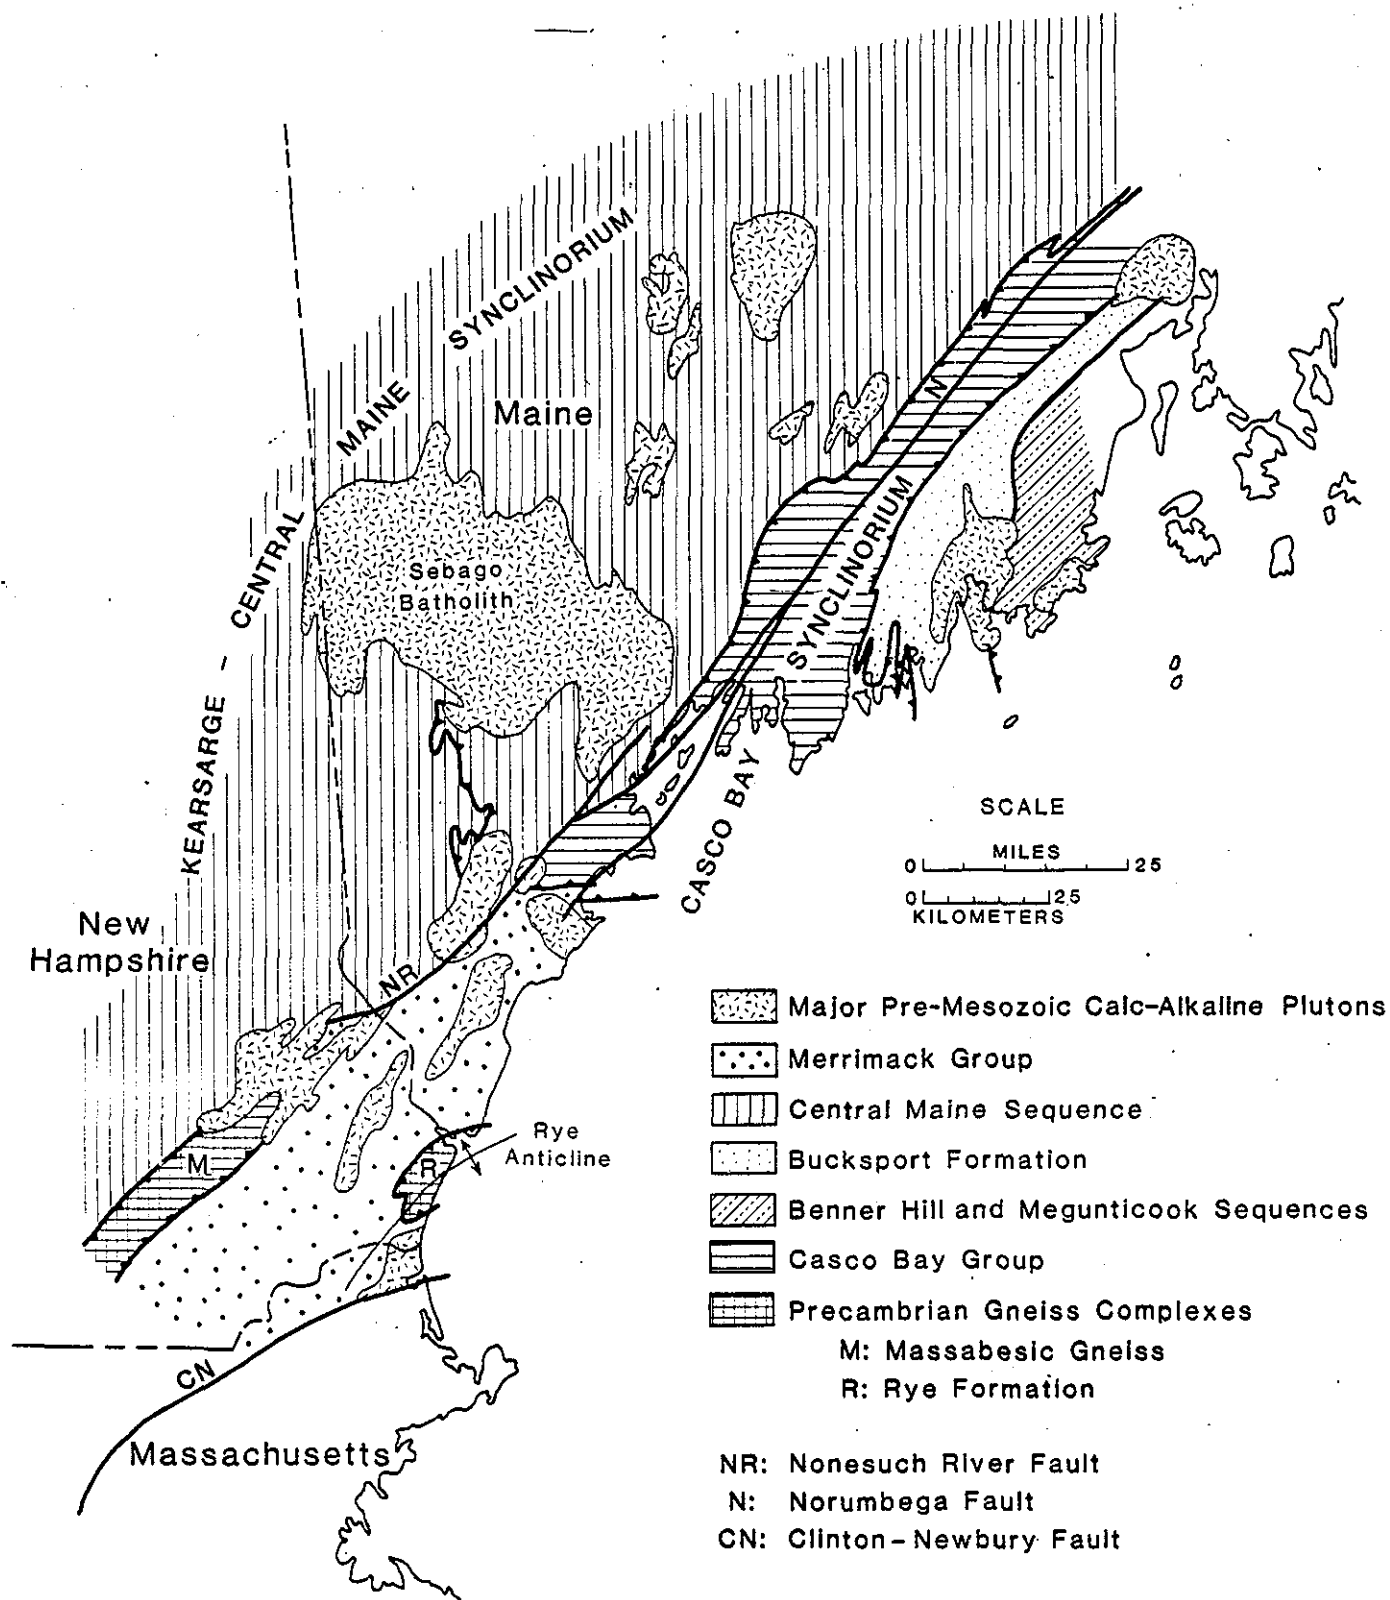 KEARSARGE - CENTRAL MAINE SYNCLINORIUM
Maine
Sebago
Batholith
N
SYNCLINORIUM
CASCO BAY
SCALE
MILES
0 25
0 25
KILOMETERS
New
Hampshire
NR
M
R
Rye
Anticline
CN
Massachusetts
Major Pre-Mesozoic Calc-Alkaline Plutons
Merrimack Group
Central Maine Sequence
Bucksport Formation
Benner Hill and Megunticook Sequences
Casco Bay Group
Precambrian Gneiss Complexes
M: Massabesic Gneiss
R: Rye Formation
NR: Nonesuch River Fault
N: Norumbega Fault
CN: Clinton-Newbury Fault